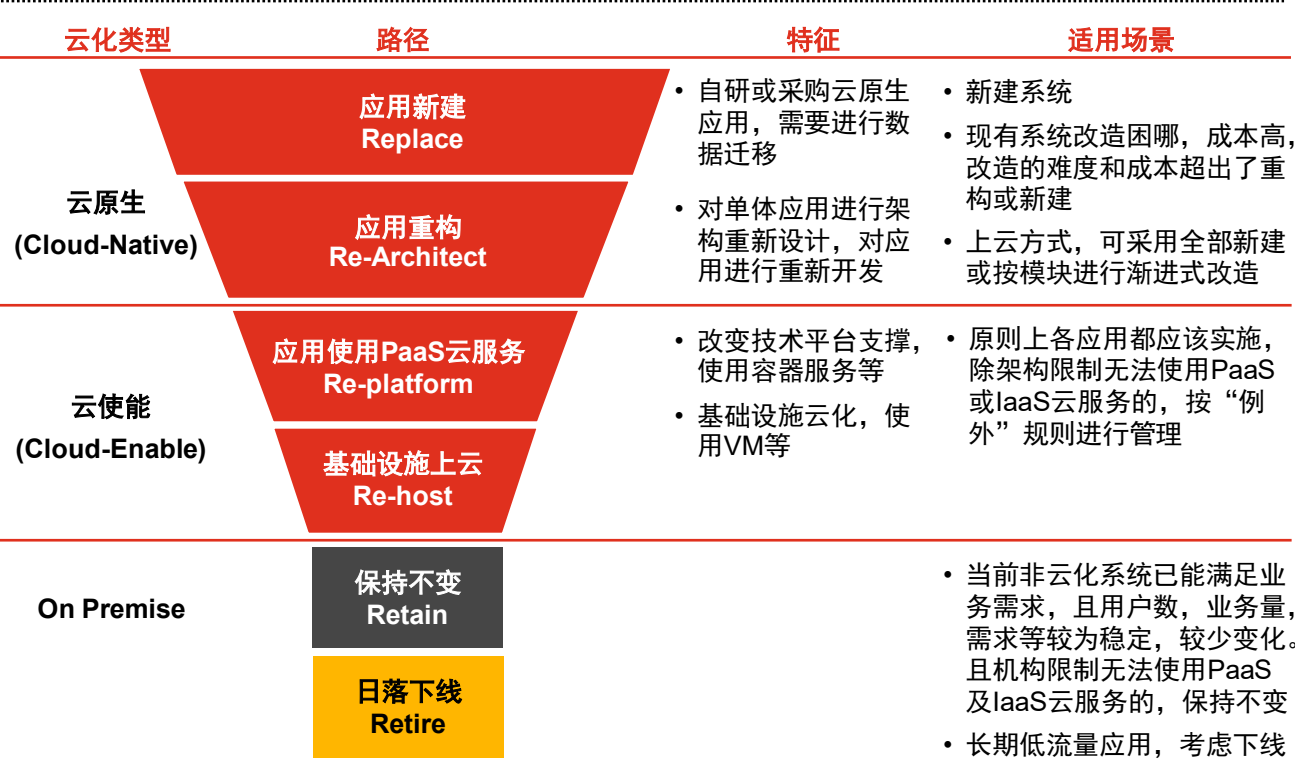 云化类型
路径
特征
适用场景
应用新建
Replace
应用重构
Re-Architect
云原生
(Cloud-Native)
• 自研或采购云原生
应用，需要进行数
据迁移
• 对单体应用进行架
构重新设计，对应
用进行重新开发
• 新建系统
• 现有系统改造困哪，成本高，
改造的难度和成本超出了重
构或新建
• 上云方式，可采用全部新建
或按模块进行渐进式改造
云使能
(Cloud-Enable)
应用使用PaaS云服务
Re-platform
基础设施上云
Re-host
• 改变技术平台支撑，
使用容器服务等
• 基础设施云化，使
用VM等
• 原则上各应用都应该实施，
除架构限制无法使用PaaS
或IaaS云服务的，按“例
外”规则进行管理
On Premise
保持不变
Retain
日落下线
Retire
• 当前非云化系统已能满足业
务需求，且用户数，业务量，
需求等较为稳定，较少变化。
且机构限制无法使用PaaS
及IaaS云服务的，保持不变
• 长期低流量应用，考虑下线